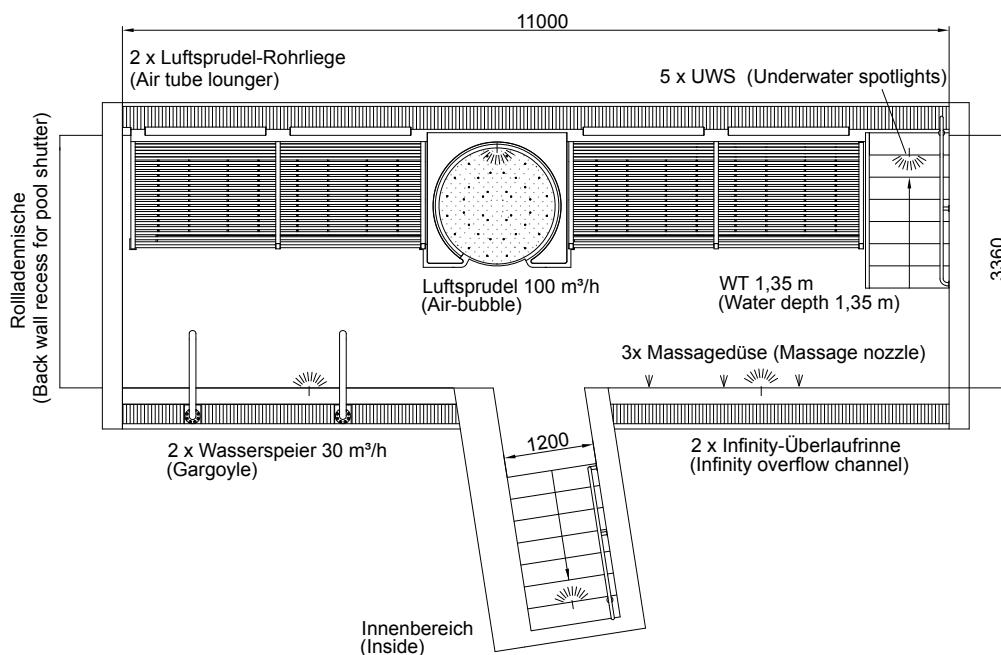 11000
2 x Luftsprudel-Rohrliege
(Air tube lounger)
5 x UWS (Underwater spotlights)
Rollladennische
(Back wall recess for pool shutter)
Luftsprudel 100 m³/h
(Air-bubble)
WT 1,35 m
(Water depth 1,35 m)
3360
3x Massagedüse (Massage nozzle)
2 x Wasserspeier 30 m³/h
(Gargoyle)
1200
2 x Infinity-Überlaufrinne
(Infinity overflow channel)
Innenbereich
(Inside)